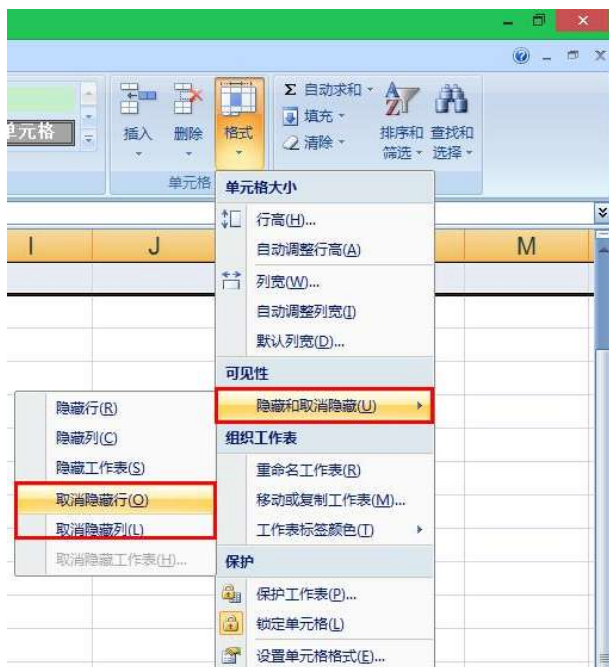 Σ 自动求和
填充
清除
单元格
插入
删除
格式
排序和
筛选
查找和
选择
单元格
单元格大小
行高(H)...
自动调整行高(A)
列宽(W)...
自动调整列宽(I)
默认列宽(D)...
可见性
隐藏和取消隐藏(U)
组织工作表
重命名工作表(R)
移动或复制工作表(M)...
工作表标签颜色(T)
保护
保护工作表(P)...
锁定单元格(L)
设置单元格格式(E)...
I
J
M
隐藏行(R)
隐藏列(C)
隐藏工作表(S)
取消隐藏行(O)
取消隐藏列(L)
取消隐藏工作表(H)...